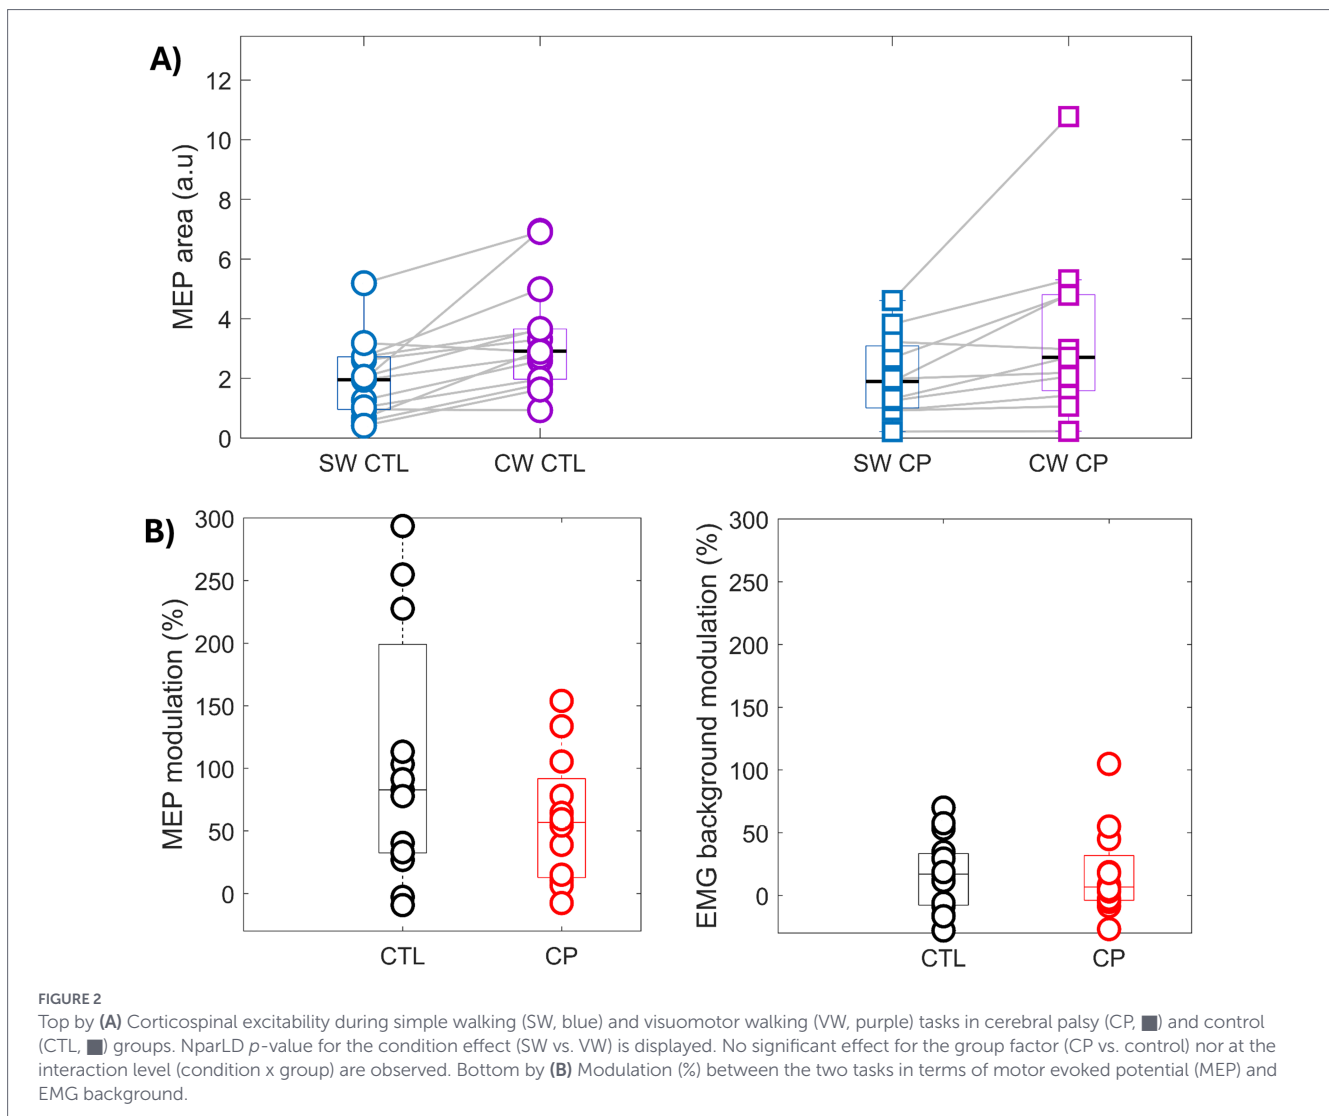 A)
12
10
8
6
4
2
0
MEP area (a.u)
SW CTL
CW CTL
SW CP
CW CP
B)
300
250
200
150
100
50
0
MEP modulation (%)
CTL
CP
300
250
200
150
100
50
0
EMG background modulation (%)
CTL
CP
FIGURE 2
Top by (A) Corticospinal excitability during simple walking (SW, blue) and visuomotor walking (VW, purple) tasks in cerebral palsy (CP, ■) and control
(CTL, ■) groups. NparLD p-value for the condition effect (SW vs. VW) is displayed. No significant effect for the group factor (CP vs. control) nor at the
interaction level (condition x group) are observed. Bottom by (B) Modulation (%) between the two tasks in terms of motor evoked potential (MEP) and
EMG background.